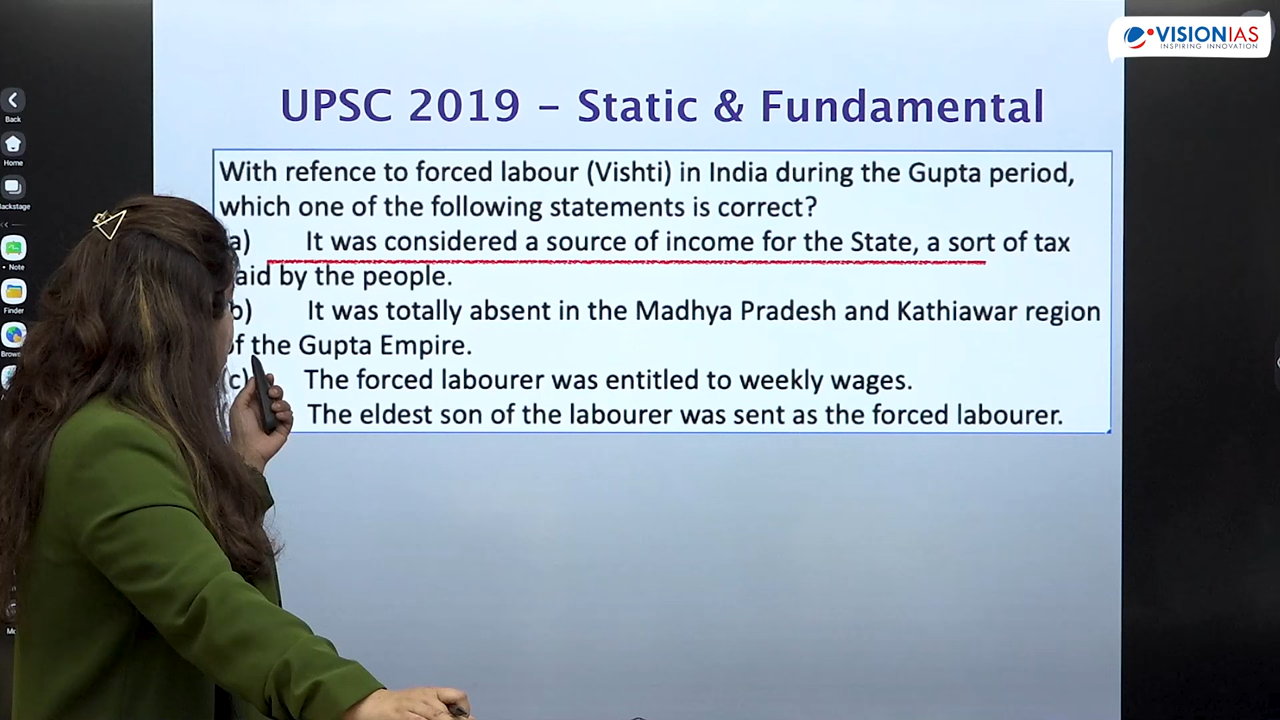 VISIONIAS
INSPIRING INNOVATION
UPSC 2019 – Static & Fundamental
Back
Home
Backstage
Note
Finder
With refence to forced labour (Vishti) in India during the Gupta period,
which one of the following statements is correct?
a) It was considered a source of income for the State, a sort of tax
aid by the people.
b) It was totally absent in the Madhya Pradesh and Kathiawar region
of the Gupta Empire.
(c) The forced labourer was entitled to weekly wages.
The eldest son of the labourer was sent as the forced labourer.